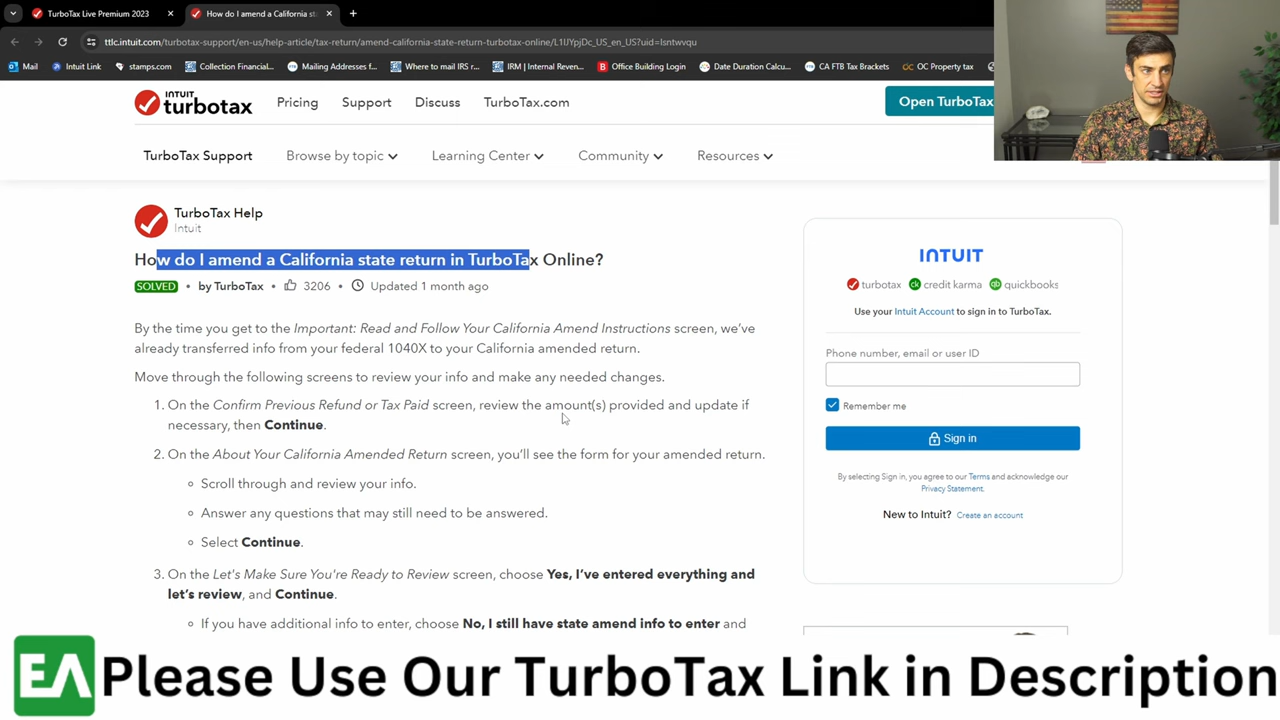 TurboTax Live Premium 2023
How do I amend a California sta
ttlc.intuit.com/turbotax-support/en-us/help-article/tax-return/amend-california-state-return-turbotax-online/L1IJYpjDc_US_en_US?uid=lsntwvqu
Mail Intuit Link stamps.com Collection Financial... Mailing Addresses f... Where to mail IRS r... IRM | Internal Reven... Office Building Login Date Duration Calcu... CA FTB Tax Brackets OC Property tax
INTUIT
turbotax Pricing Support Discuss TurboTax.com Open TurboTax
TurboTax Support Browse by topic Learning Center Community Resources
TurboTax Help
Intuit
How do I amend a California state return in TurboTax Online?
SOLVED • by TurboTax • 3206 • Updated 1 month ago
By the time you get to the Important: Read and Follow Your California Amend Instructions screen, we've
already transferred info from your federal 1040X to your California amended return.
Move through the following screens to review your info and make any needed changes.
1. On the Confirm Previous Refund or Tax Paid screen, review the amount(s) provided and update if
necessary, then Continue.
2. On the About Your California Amended Return screen, you'll see the form for your amended return.
Scroll through and review your info.
Answer any questions that may still need to be answered.
Select Continue.
3. On the Let's Make Sure You're Ready to Review screen, choose Yes, I've entered everything and
let's review, and Continue.
If you have additional info to enter, choose No, I still have state amend info to enter and
INTUIT
turbotax ck credit karma qb quickbooks
Use your Intuit Account to sign in to TurboTax.
Phone number, email or user ID
Remember me
Sign in
By selecting Sign in, you agree to our Terms and acknowledge our
Privacy Statement.
New to Intuit? Create an account
EA Please Use Our TurboTax Link in Description